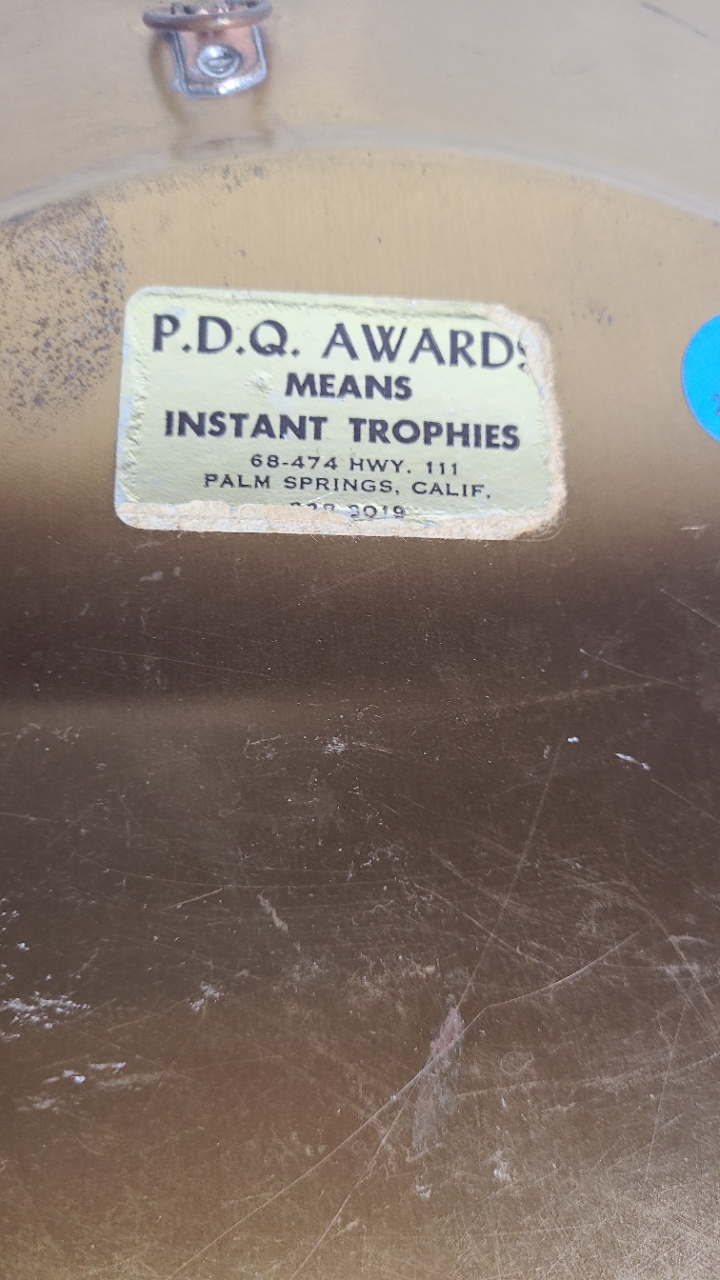 P.D.Q. AWARDS
MEANS
INSTANT TROPHIES
68-474 HWY. 111
PALM SPRINGS, CALIF.